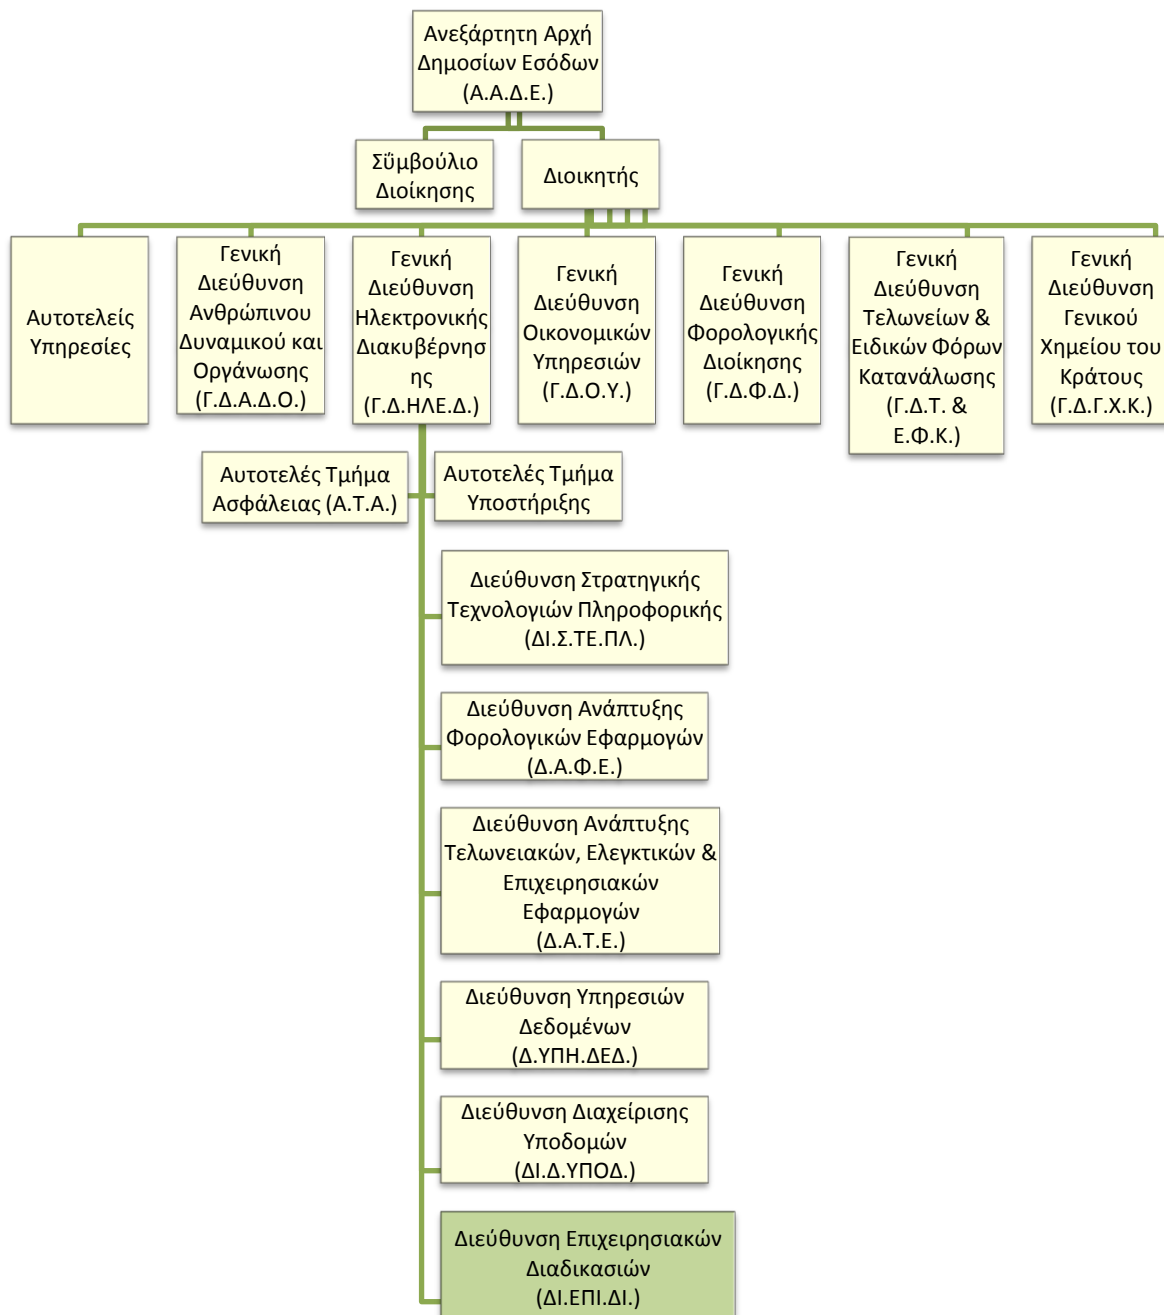 Ανεξάρτητη Αρχή
Δημοσίων Εσόδων
(Α.Α.Δ.Ε.)
Σΰμβούλιο
Διοίκησης
Διοικητής
Αυτοτελείς
Υπηρεσίες
Γενική
Διεύθυνση
Ανθρώπινου
Δυναμικού και
Οργάνωσης
(Γ.Δ.Α.Δ.Ο.)
Γενική
Διεύθυνση
Ηλεκτρονικής
Διακυβέρνησ
ης
(Γ.Δ.ΗΛΕ.Δ.)
Γενική
Διεύθυνση
Οικονομικών
Υπηρεσιών
(Γ.Δ.Ο.Υ.)
Γενική
Διεύθυνση
Φορολογικής
Διοίκησης
(Γ.Δ.Φ.Δ.)
Γενική
Διεύθυνση
Τελωνείων &
Ειδικών Φόρων
Κατανάλωσης
(Γ.Δ.Τ. &
Ε.Φ.Κ.)
Γενική
Διεύθυνση
Γενικού
Χημείου του
Κράτους
(Γ.Δ.Γ.Χ.Κ.)
Αυτοτελές Τμήμα
Ασφάλειας (Α.Τ.Α.)
Αυτοτελές Τμήμα
Υποστήριξης
Διεύθυνση Στρατηγικής
Τεχνολογιών Πληροφορικής
(ΔΙ.Σ.ΤΕ.ΠΛ.)
Διεύθυνση Ανάπτυξης
Φορολογικών Εφαρμογών
(Δ.Α.Φ.Ε.)
Διεύθυνση Ανάπτυξης
Τελωνειακών, Ελεγκτικών &
Επιχειρησιακών
Εφαρμογών
(Δ.Α.Τ.Ε.)
Διεύθυνση Υπηρεσιών
Δεδομένων
(Δ.ΥΠΗ.ΔΕΔ.)
Διεύθυνση Διαχείρισης
Υποδομών
(ΔΙ.Δ.ΥΠΟΔ.)
Διεύθυνση Επιχειρησιακών
Διαδικασιών
(ΔΙ.ΕΠΙ.ΔΙ.)